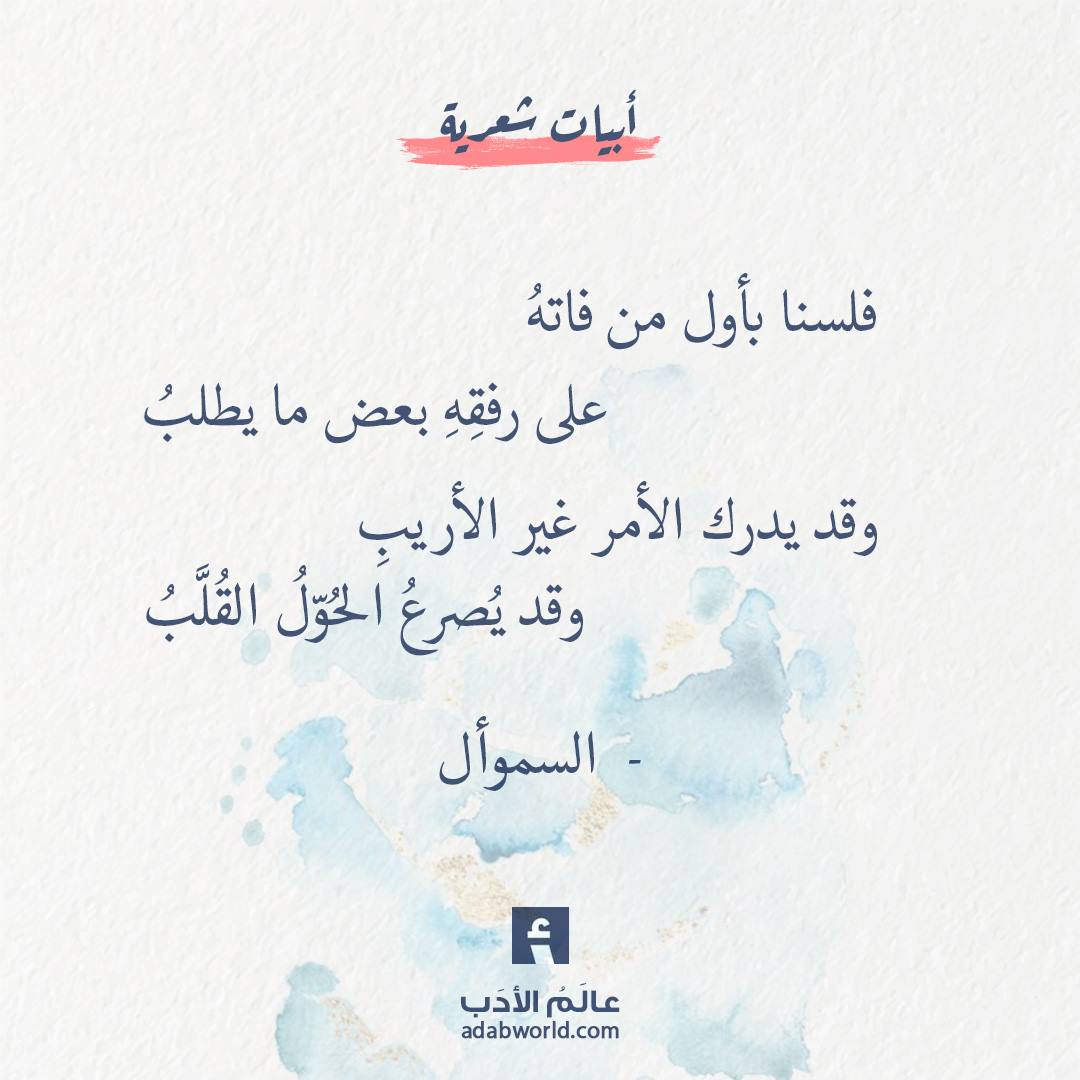 أبيات شعرية
فلسنا بأول من فاتهُ
على رفقِهِ بعض ما يطلبُ
وقد يدرك الأمر غير الأريبِ
وقد يُصرعُ الحُوّلُ القُلَّبُ
- السموأل
أ
عالَمُ الأدَب
adabworld.com